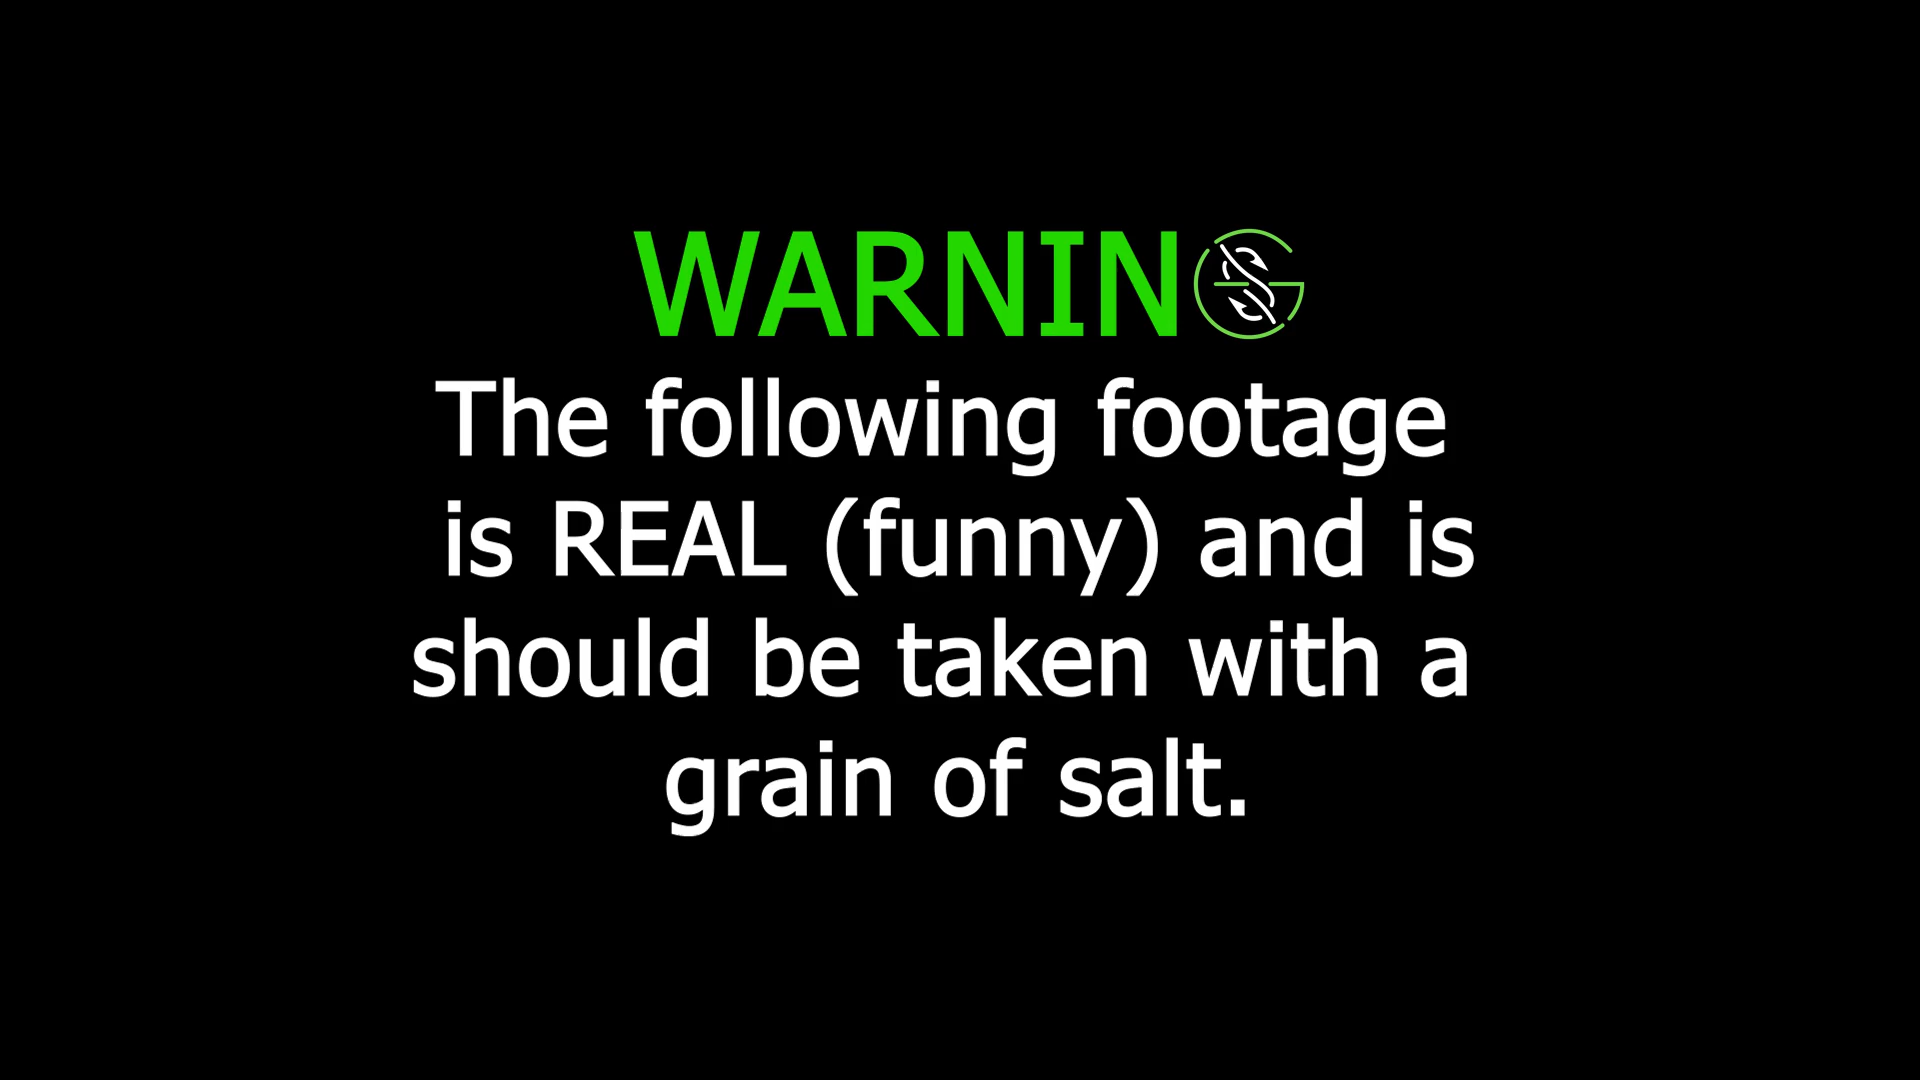 WARNING
The following footage
is REAL (funny) and is
should be taken with a
grain of salt.